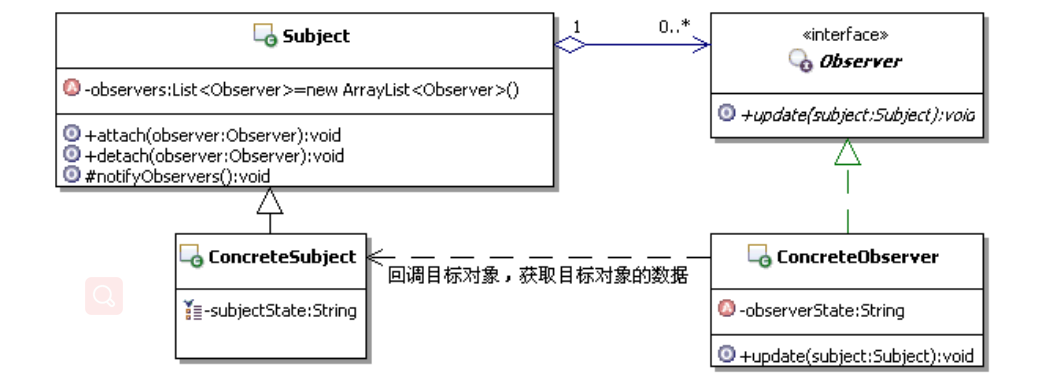 Subject
-observers:List<Observer>=new ArrayList<Observer>()
+attach(observer:Observer):void
+detach(observer:Observer):void
#notifyObservers():void
1
0..*
«interface»
Observer
+update(subject:Subject):void
ConcreteSubject
-subjectState:String
回调目标对象，获取目标对象的数据
ConcreteObserver
-observerState:String
+update(subject:Subject):void